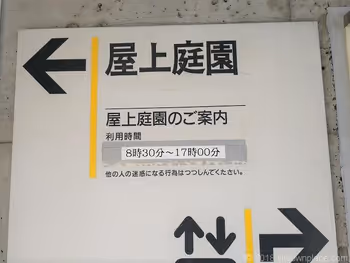 屋上庭園
屋上庭園のご案内
利用時間
8時30分～17時00分
他の人の迷惑になる行為はつつしんでください。